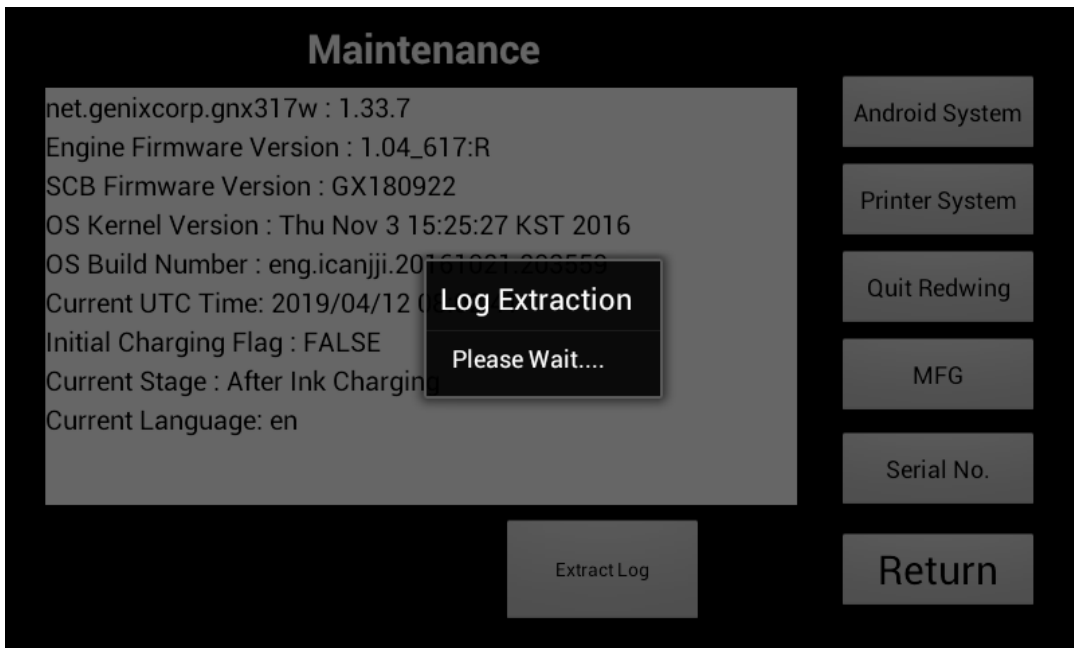 Maintenance
net.genixcorp.gnx317w : 1.33.7
Engine Firmware Version : 1.04_617:R
SCB Firmware Version : GX180922
OS Kernel Version : Thu Nov 3 15:25:27 KST 2016
OS Build Number : eng.icanjji.20161021.203559
Current UTC Time: 2019/04/12
Initial Charging Flag : FALSE
Current Stage : After Ink Charging
Current Language: en
Log Extraction
Please Wait....
Extract Log
Android System
Printer System
Quit Redwing
MFG
Serial No.
Return